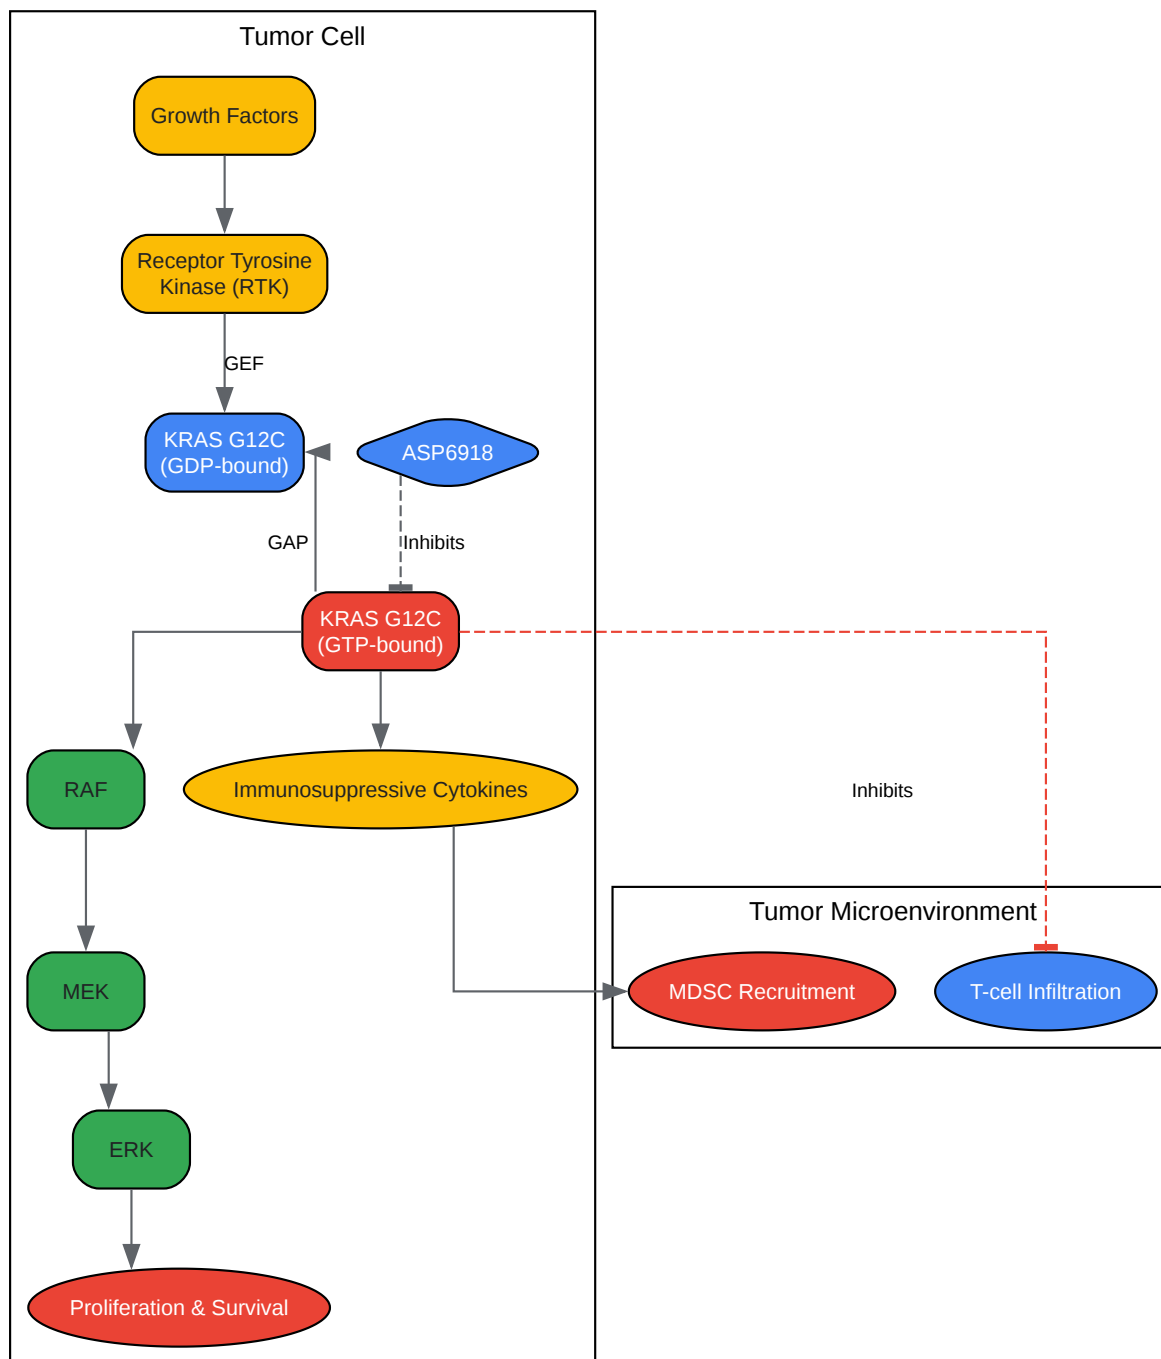 Tumor Cell
Growth Factors
Receptor Tyrosine
Kinase (RTK)
GEF
KRAS G12C
(GDP-bound)
ASP6918
GAP
Inhibits
KRAS G12C
(GTP-bound)
RAF
Immunosuppressive Cytokines
Inhibits
Tumor Microenvironment
MEK
MDSC Recruitment
T-cell Infiltration
ERK
Proliferation & Survival